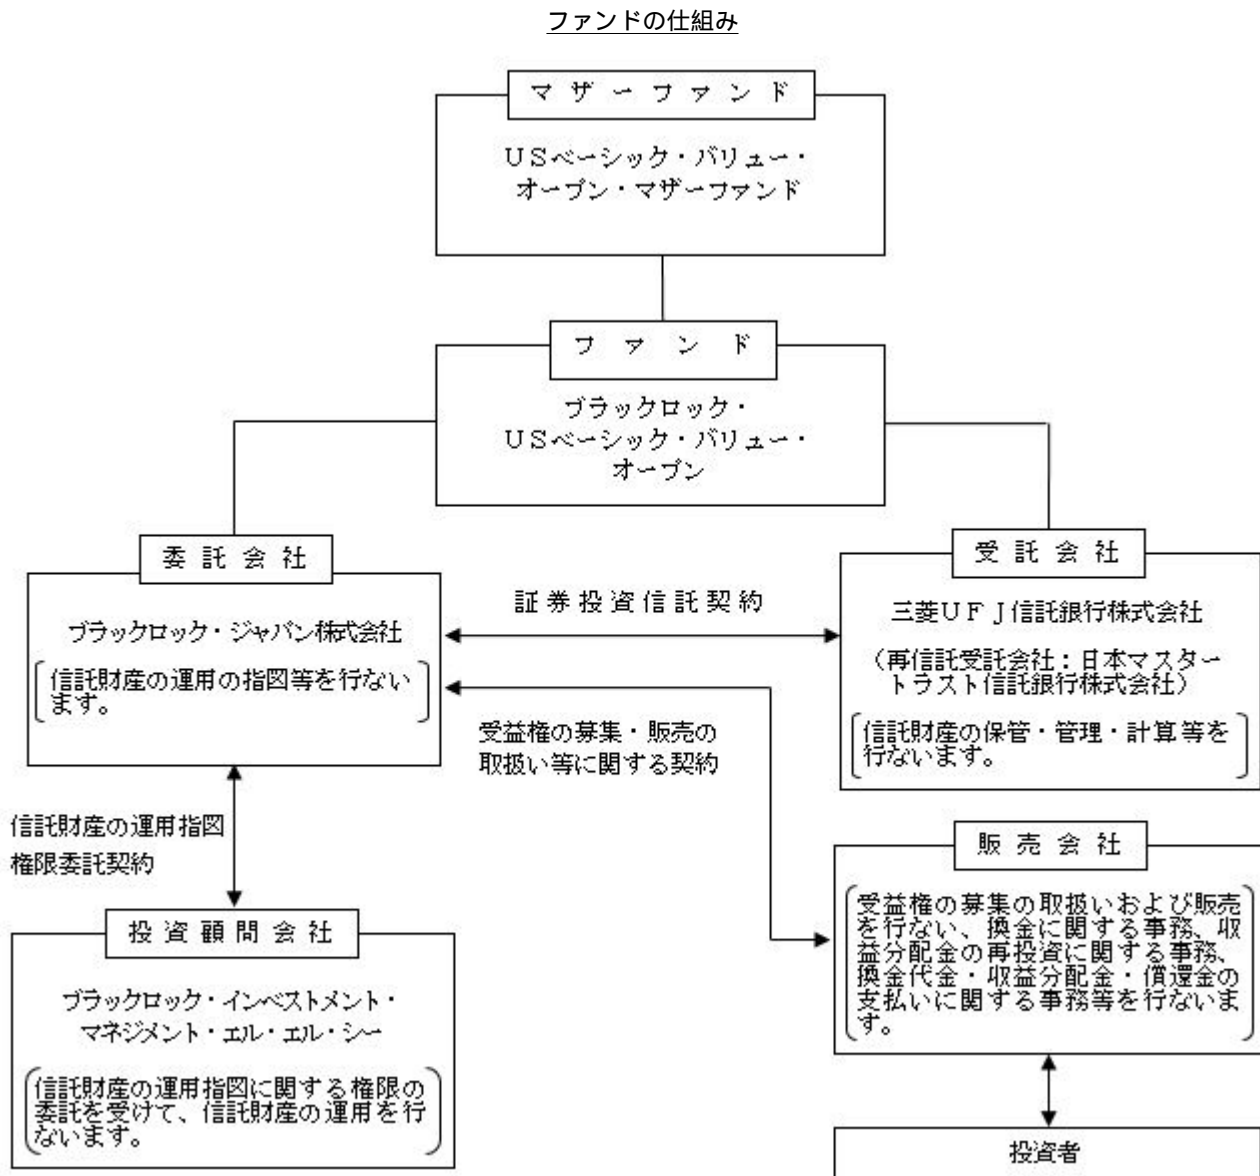 ファンドの仕組み
マザーファンド
USベーシック・バリュー・
オープン・マザーファンド
ファンド
ブラックロック・
USベーシック・バリュー・
オープン
委託会社
ブラックロック・ジャパン株式会社
信託財産の運用の指図等を行ない
ます。
証券投資信託契約
受託会社
三菱UFJ信託銀行株式会社
（再信託受託会社：日本マスター
トラスト信託銀行株式会社）
信託財産の保管・管理・計算等を
行ないます。
受益権の募集・販売の
取扱い等に関する契約
信託財産の運用指図
権限委託契約
販売会社
受益権の募集の取扱いおよび販売
を行ない、換金に関する事務、収
益分配金の再投資に関する事務、
換金代金・収益分配金・償還金の
支払いに関する事務等を行ないま
す。
投資顧問会社
ブラックロック・インベストメント・
マネジメント・エル・エル・シー
信託財産の運用指図に関する権限の
委託を受けて、信託財産の運用を行
ないます。
投資者